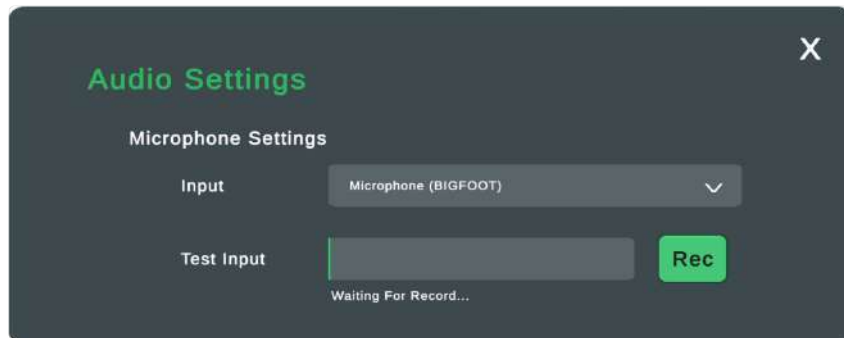 X
Audio Settings
Microphone Settings
Input Microphone (BIGFOOT)
Test Input Rec
Waiting For Record...